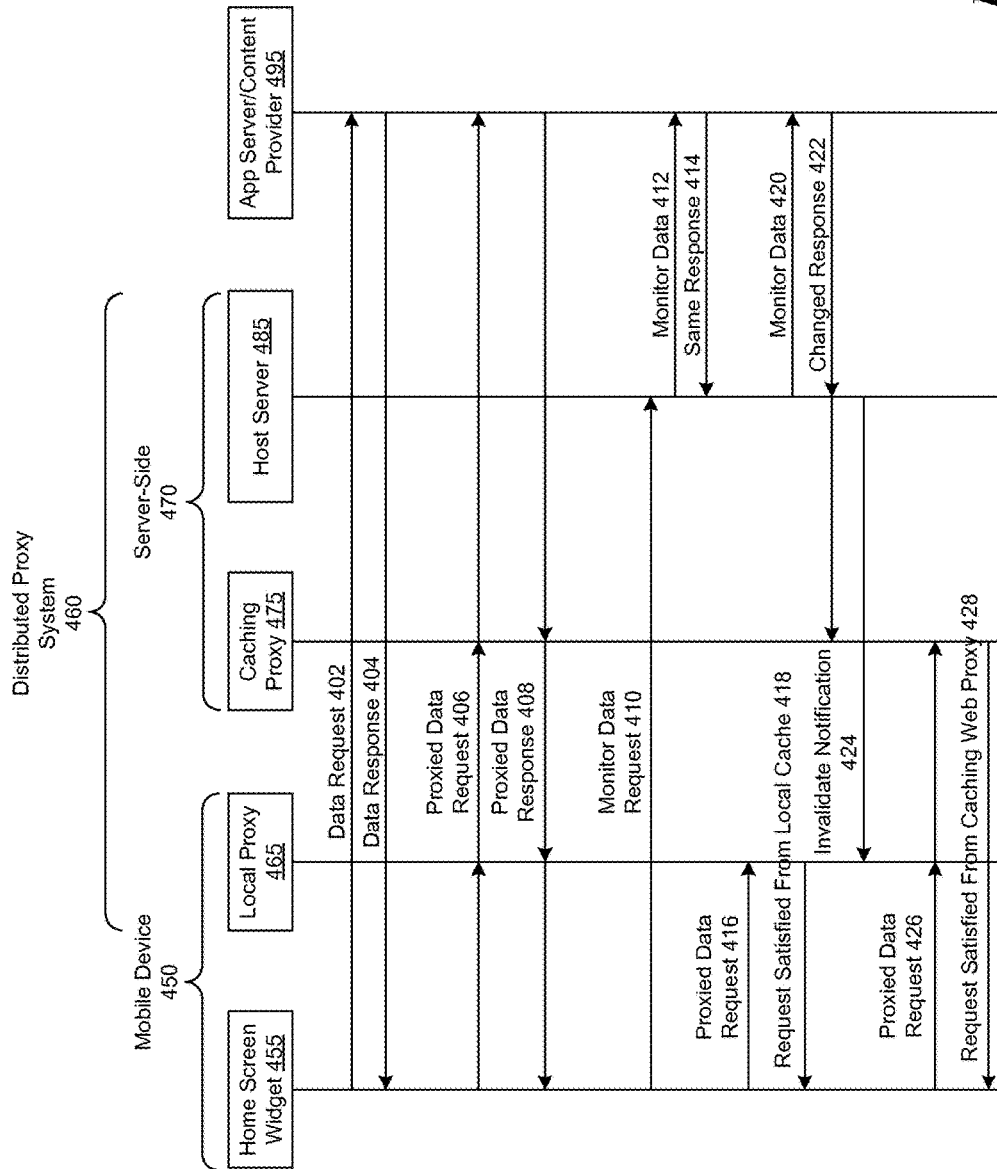 Distributed Proxy
System
460
Mobile Device
450
Server-Side
470
Home Screen
Widget 455
Local Proxy
465
Caching
Proxy 475
Host Server 485
App Server/Content
Provider 495
Data Request 402
Data Response 404
Proxied Data
Request 406
Proxied Data
Response 408
Monitor Data
Request 410
Monitor Data 412
Same Response 414
Proxied Data
Request 416
Request Satisfied From Local Cache 418
Monitor Data 420
Changed Response 422
Invalidate Notification
424
Proxied Data
Request 426
Request Satisfied From Caching Web Proxy 428